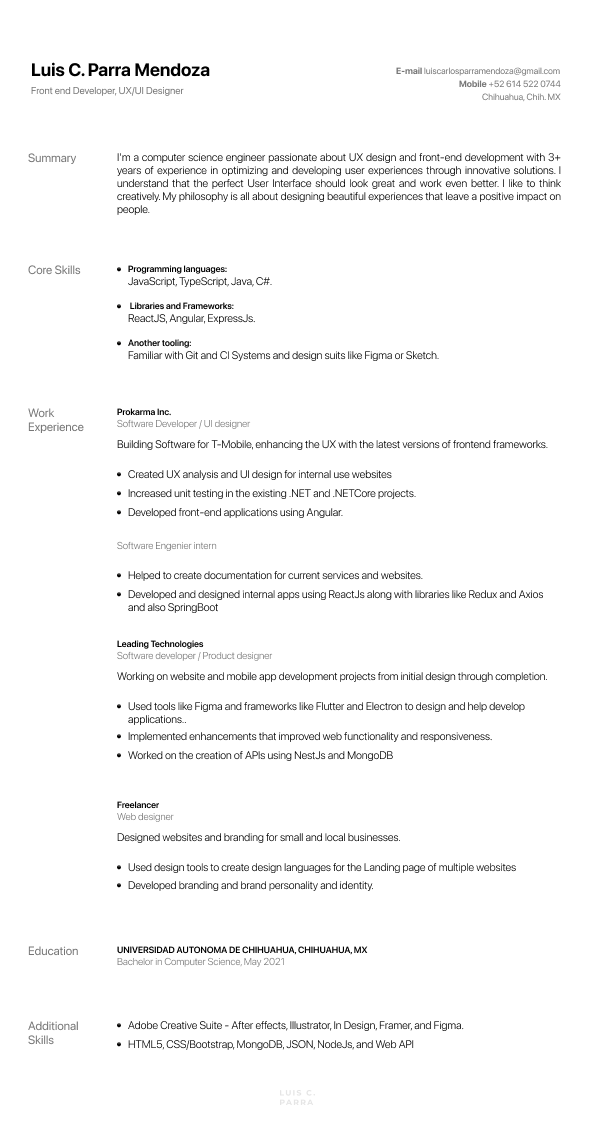 Luis C. Parra Mendoza
Front end Developer, UX/UI Designer
E-mail luiscarlosparramendoza@gmail.com
Mobile +52 614 522 0744
Chihuahua, Chih. MX
Summary
I'm a computer science engineer passionate about UX design and front-end development with 3+
years of experience in optimizing and developing user experiences through innovative solutions. I
understand that the perfect User Interface should look great and work even better. I like to think
creatively. My philosophy is all about designing beautiful experiences that leave a positive impact on
people.
Core Skills
• Programming languages:
JavaScript, TypeScript, Java, C#.
• Libraries and Frameworks:
ReactJS, Angular, ExpressJs.
• Another tooling:
Familiar with Git and CI Systems and design suits like Figma or Sketch.
Work
Experience
Prokarma Inc.
Software Developer / UI designer
Building Software for T-Mobile, enhancing the UX with the latest versions of frontend frameworks.
• Created UX analysis and UI design for internal use websites
• Increased unit testing in the existing .NET and .NETCore projects.
• Developed front-end applications using Angular.
Software Engenier intern
• Helped to create documentation for current services and websites.
• Developed and designed internal apps using ReactJs along with libraries like Redux and Axios
and also SpringBoot
Leading Technologies
Software developer / Product designer
Working on website and mobile app development projects from initial design through completion.
• Used tools like Figma and frameworks like Flutter and Electron to design and help develop
applications..
• Implemented enhancements that improved web functionality and responsiveness.
• Worked on the creation of APIs using NestJs and MongoDB
Freelancer
Web designer
Designed websites and branding for small and local businesses.
• Used design tools to create design languages for the Landing page of multiple websites
• Developed branding and brand personality and identity.
Education
UNIVERSIDAD AUTONOMA DE CHIHUAHUA, CHIHUAHUA, MX
Bachelor in Computer Science, May 2021
Additional
Skills
• Adobe Creative Suite - After effects, Illustrator, In Design, Framer, and Figma.
• HTML5, CSS/Bootstrap, MongoDB, JSON, NodeJs, and Web API
LUIS C.
PARRA